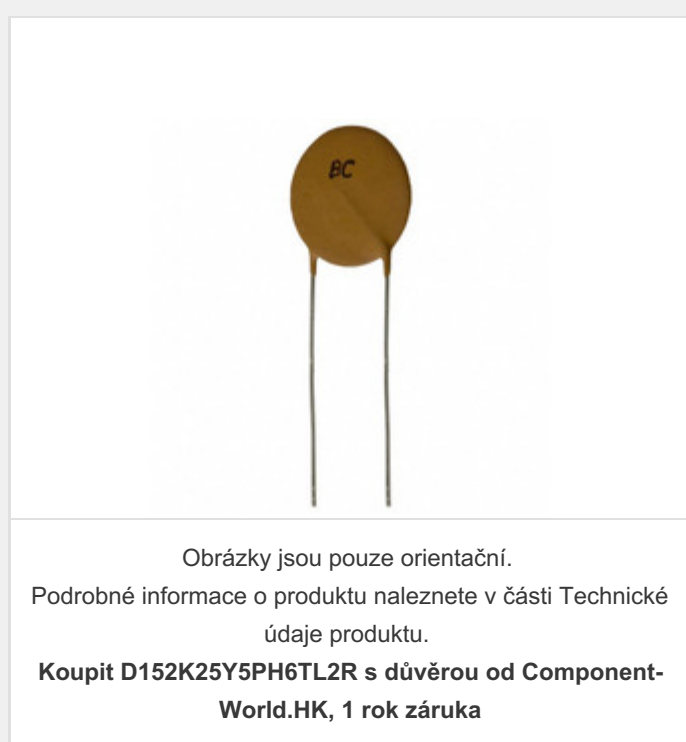 BC
Obrázky jsou pouze orientační.
Podrobné informace o produktu naleznete v části Technické
údaje produktu.
Koupit D152K25Y5PH6TL2R s důvěrou od Component-
World.HK, 1 rok záruka